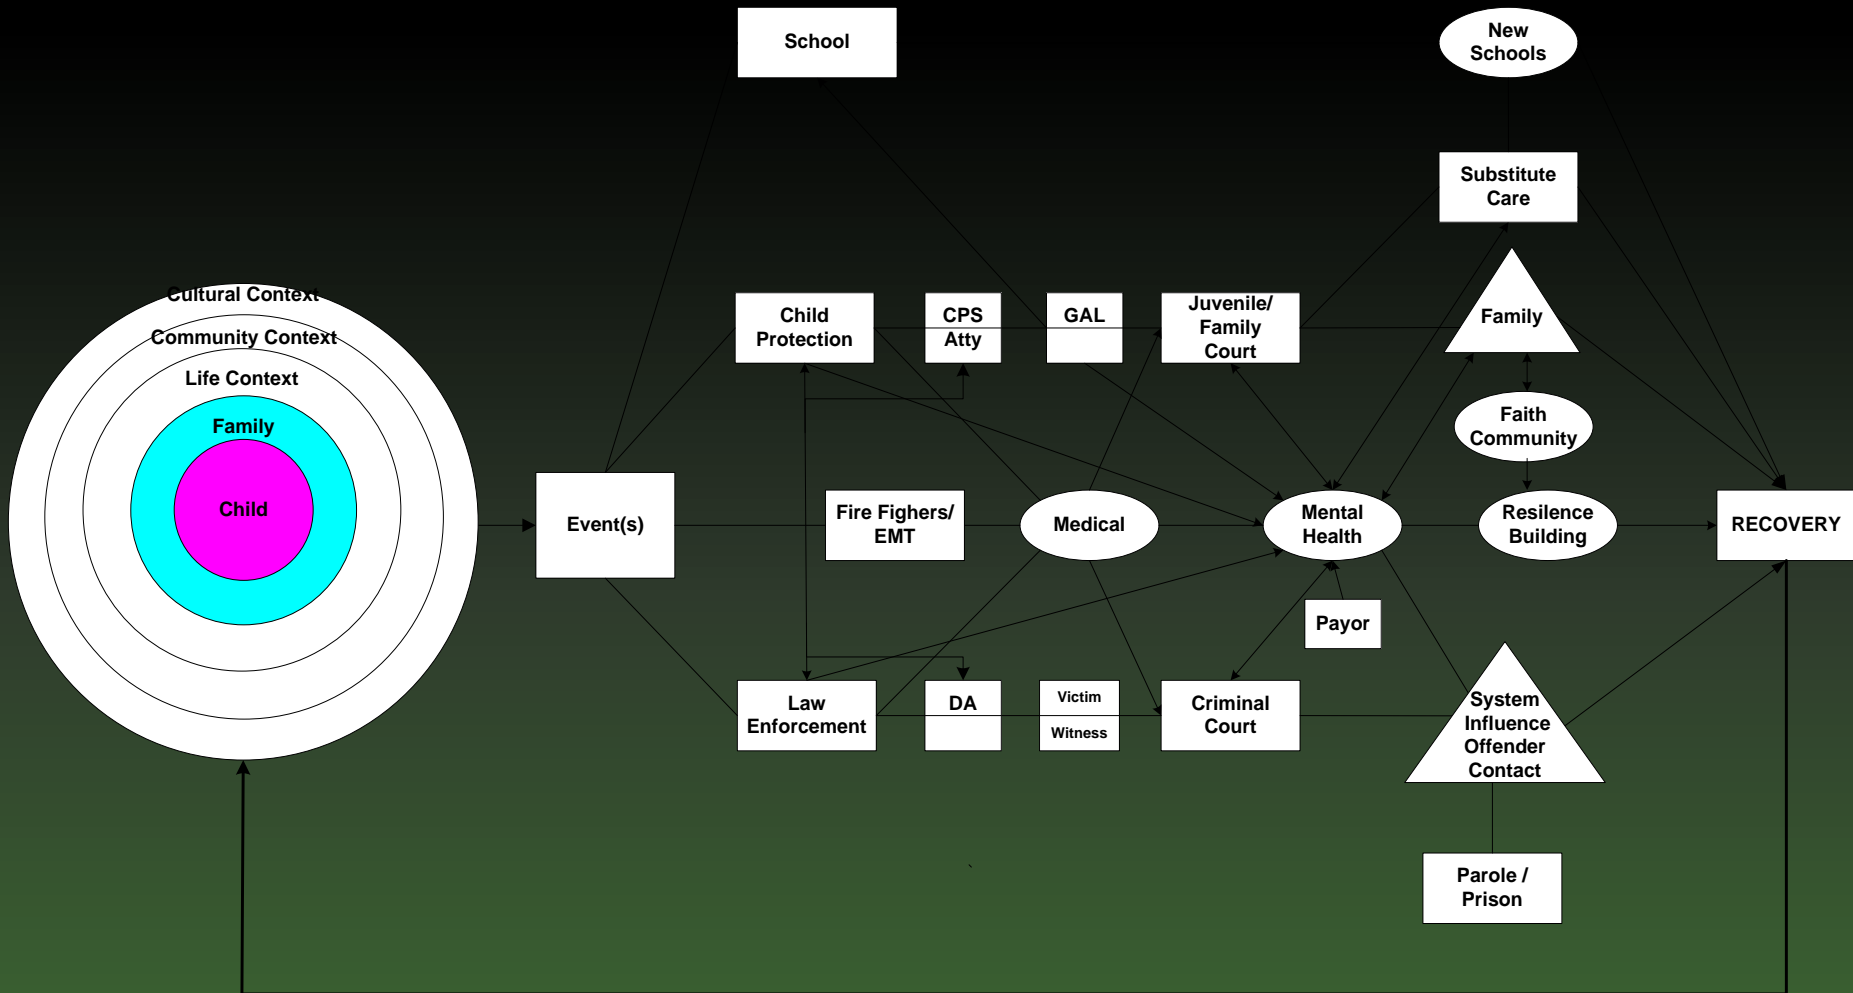 School
New
Schools
Substitute
Care
Cultural Context
Community Context
Life Context
Family
Child
Child
Protection
CPS
Atty
GAL
Juvenile/
Family
Court
Family
Faith
Community
Event(s)
Fire Fighers/
EMT
Medical
Mental
Health
Resilence
Building
RECOVERY
Payor
Law
Enforcement
DA
Victim
Witness
Criminal
Court
System
Influence
Offender
Contact
Parole /
Prison
`